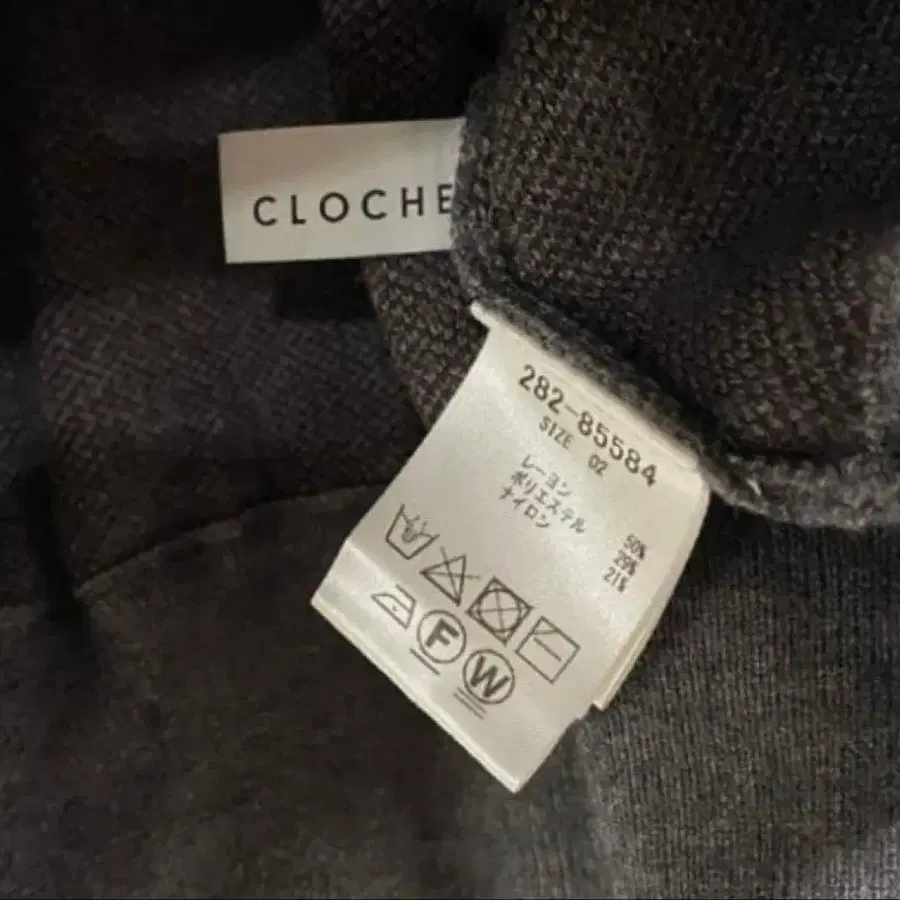 CLOCHE
282-85584
SIZE 02
レーヨン 50%
ポリエステル 29%
ナイロン 21%
F
W